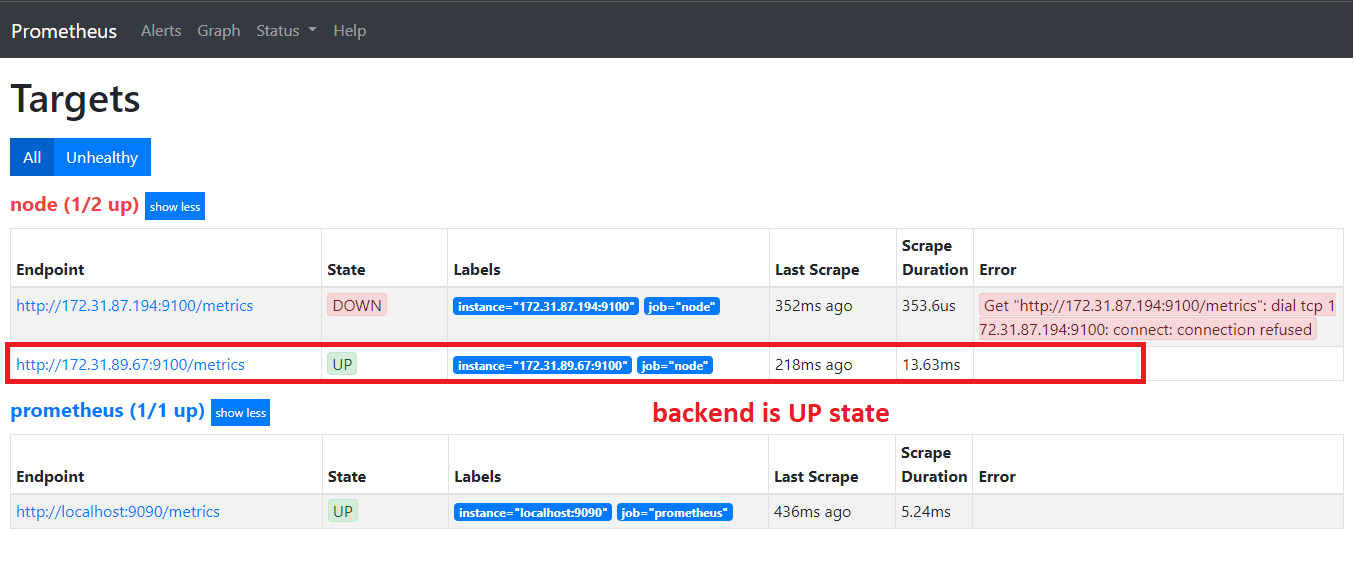 Prometheus Alerts Graph Status Help
Targets
All Unhealthy
node (1/2 up) show less
Endpoint State Labels Last Scrape Scrape Duration Error
http://172.31.87.194:9100/metrics DOWN instance="172.31.87.194:9100" job="node" 352ms ago 353.6us Get "http://172.31.87.194:9100/metrics": dial tcp 1
72.31.87.194:9100: connect: connection refused
http://172.31.89.67:9100/metrics UP instance="172.31.89.67:9100" job="node" 218ms ago 13.63ms
prometheus (1/1 up) show less
backend is UP state
Endpoint State Labels Last Scrape Scrape Duration Error
http://localhost:9090/metrics UP instance="localhost:9090" job="prometheus" 436ms ago 5.24ms